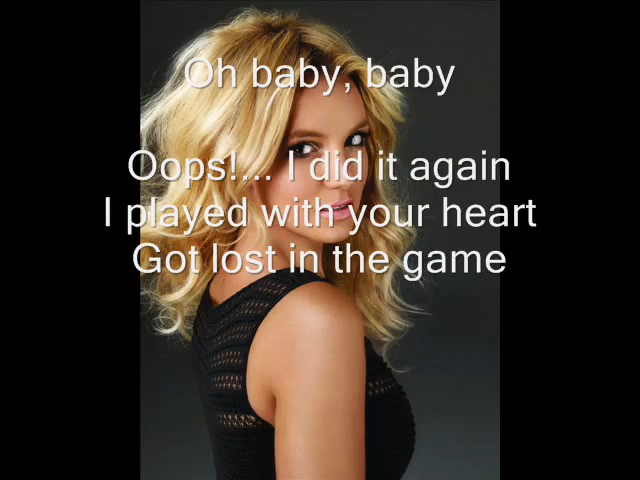 Oh baby, baby
Oops!... I did it again
I played with your heart
Got lost in the game